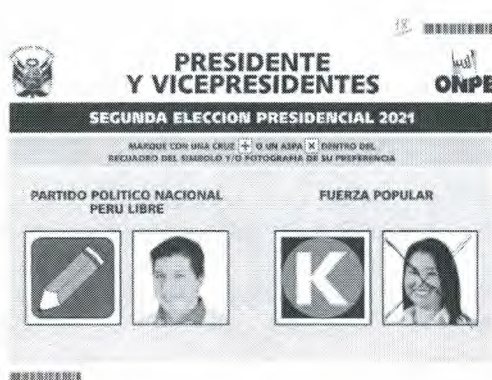 18
PRESIDENTE
Y VICEPRESIDENTES
ONPE
SEGUNDA ELECCION PRESIDENCIAL 2021
MARQUE CON UNA CRUZ + O UN ASPA X DENTRO DEL
RECUADRO DEL SIMBOLO Y/O FOTOGRAFIA DE SU PREFERENCIA
PARTIDO POLITICO NACIONAL
PERU LIBRE
FUERZA POPULAR
K